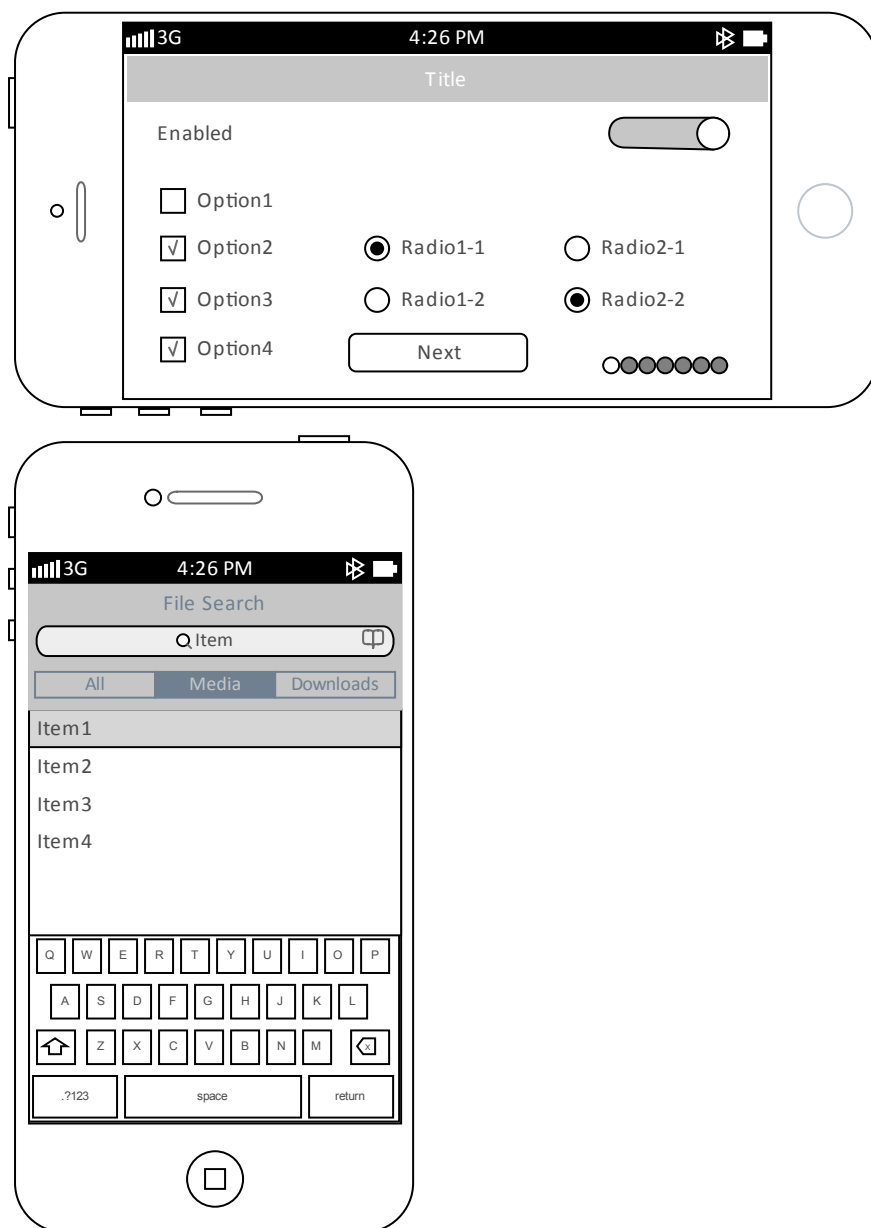 3G 4:26 PM
Title
Enabled
Option1
Option2 Radio1-1 Radio2-1
Option3 Radio1-2 Radio2-2
Option4 Next
3G 4:26 PM
File Search
Item
All Media Downloads
Item1
Item2
Item3
Item4
Q W E R T Y U I O P
A S D F G H J K L
Z X C V B N M X
.?123 space return